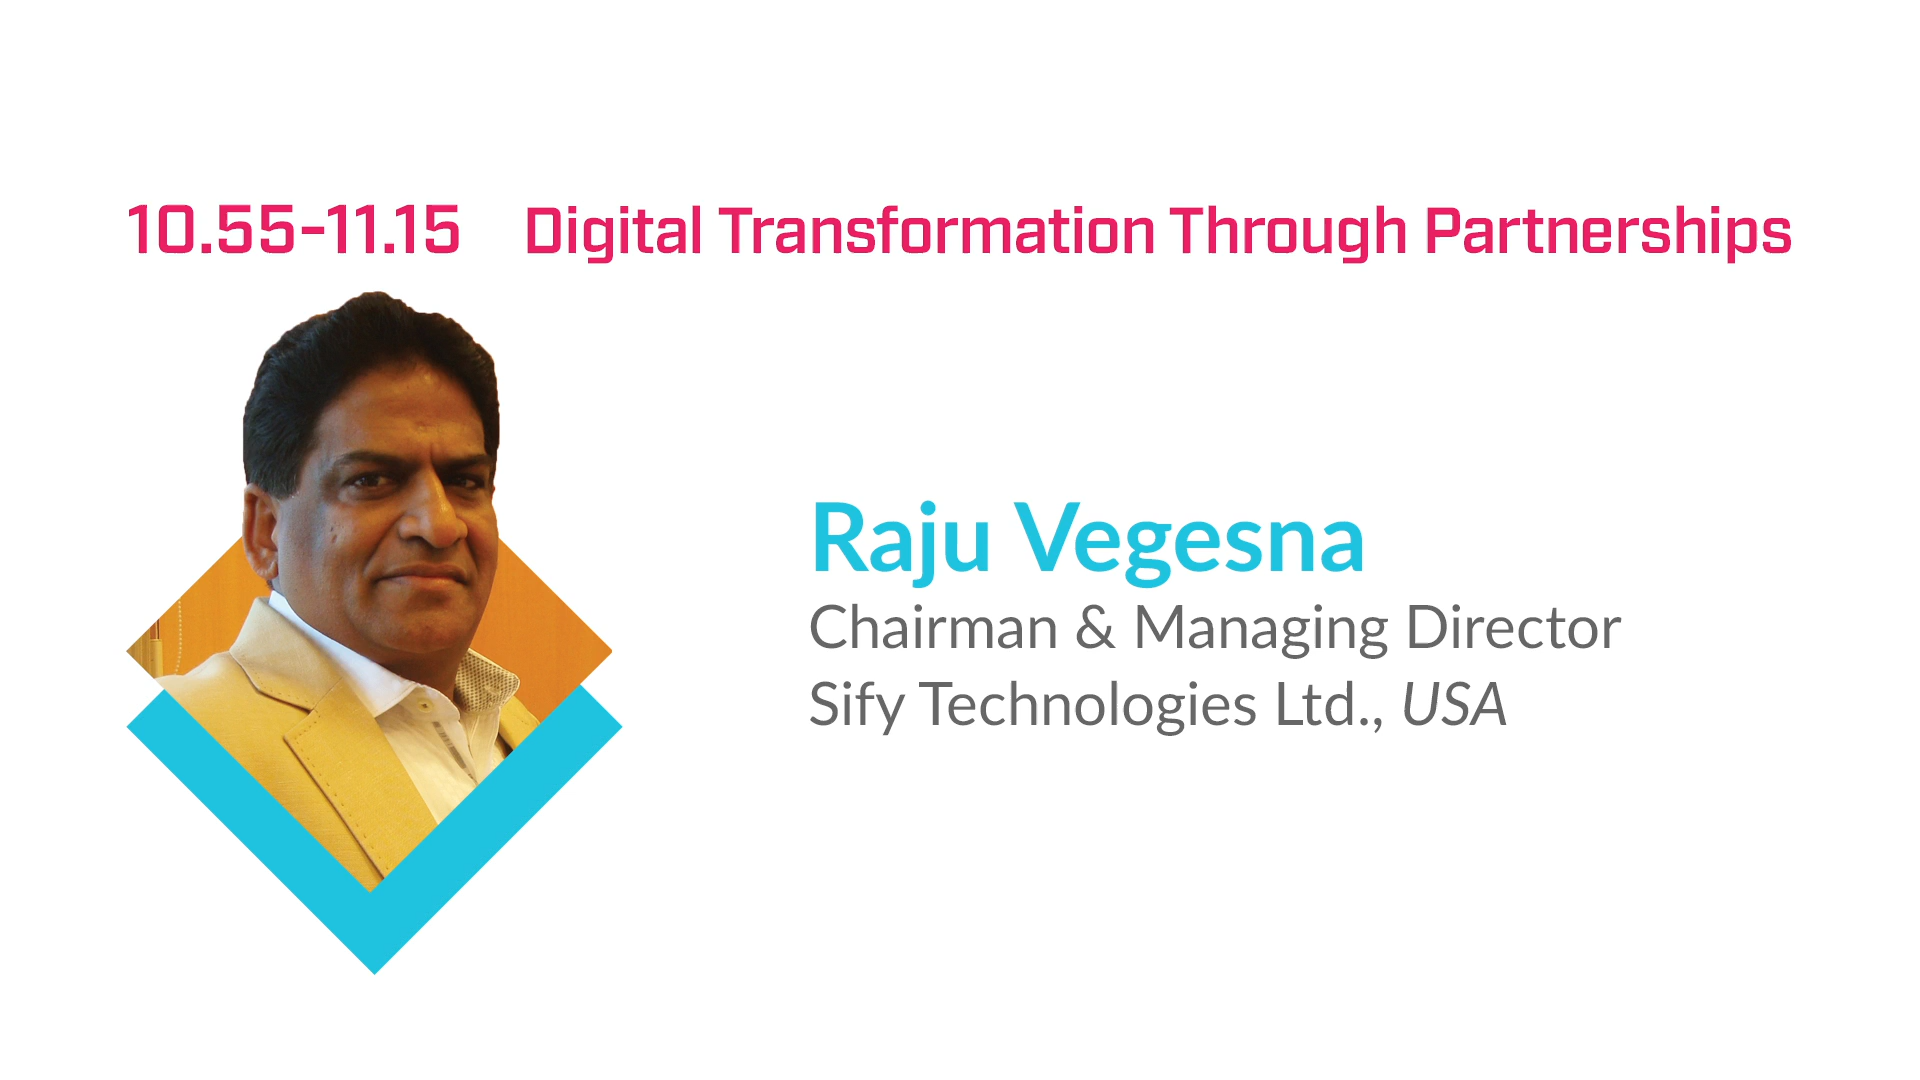 10.55-11.15 Digital Transformation Through Partnerships
Raju Vegesna
Chairman & Managing Director
Sify Technologies Ltd., USA